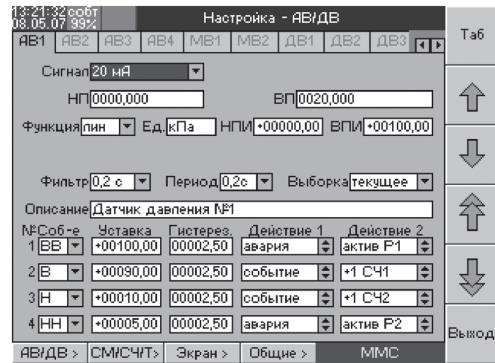 13:21:32 собт Настройка - АВ/ДВ
08.05.07 99%
Таб
АВ1 АВ2 АВ3 АВ4 МВ1 МВ2 ДВ1 ДВ2 ДВ3
Сигнал 20 мА
НП 0000,000 ВП 0020,000
Функция лин Ед. кПа НПИ +00000,00 ВПИ +00100,00
Фильтр 0,2 с Период 0,2с Выборка текущее
Описание Датчик давления №1
№ Соб-е Уставка Гистерез. Действие 1 Действие 2
1 ВВ +00100,00 00002,50 авария актив Р1
2 В +00090,00 00002,50 событие +1 СЧ1
3 Н +00010,00 00002,50 событие +1 СЧ2
4 НН +00005,00 00002,50 авария актив Р2
Выход
АВ/ДВ > СМ/СЧ/Т> Экран > Общие > ММС